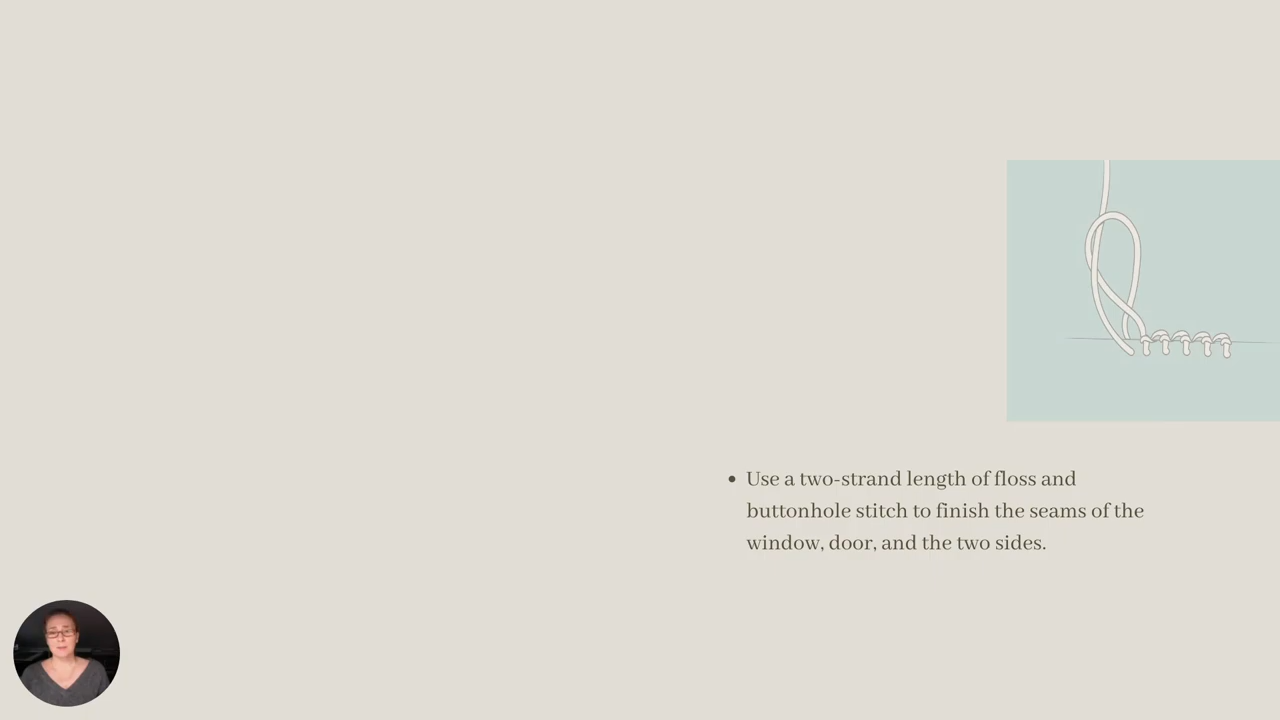 Use a two-strand length of floss and
buttonhole stitch to finish the seams of the
window, door, and the two sides.